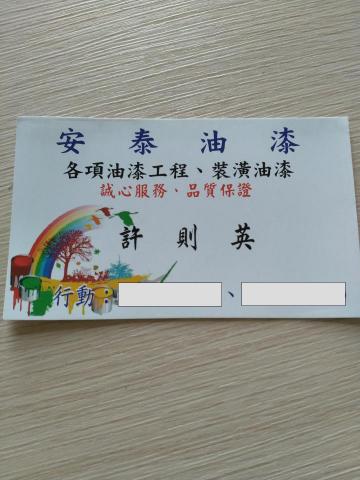 安泰油漆
各項油漆工程、裝潢油漆
誠心服務、品質保證
許則英
行動：、